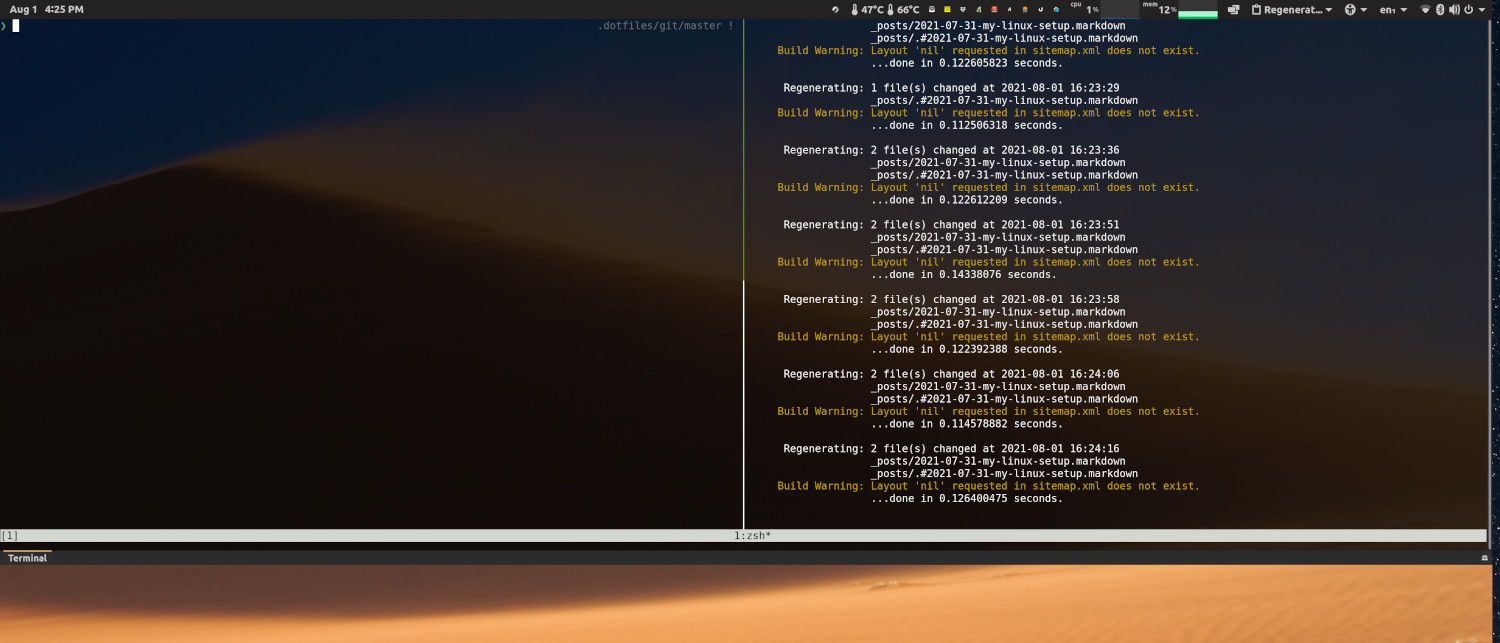 Aug 1 4:25 PM
47°C 66°C cpu 1% mem 12% Regenerat... en₁
❯ .dotfiles/git/master !
_posts/2021-07-31-my-linux-setup.markdown
_posts/.#2021-07-31-my-linux-setup.markdown
Build Warning: Layout 'nil' requested in sitemap.xml does not exist.
...done in 0.122605823 seconds.
Regenerating: 1 file(s) changed at 2021-08-01 16:23:29
_posts/.#2021-07-31-my-linux-setup.markdown
Build Warning: Layout 'nil' requested in sitemap.xml does not exist.
...done in 0.112506318 seconds.
Regenerating: 2 file(s) changed at 2021-08-01 16:23:36
_posts/2021-07-31-my-linux-setup.markdown
_posts/.#2021-07-31-my-linux-setup.markdown
Build Warning: Layout 'nil' requested in sitemap.xml does not exist.
...done in 0.122612209 seconds.
Regenerating: 2 file(s) changed at 2021-08-01 16:23:51
_posts/2021-07-31-my-linux-setup.markdown
_posts/.#2021-07-31-my-linux-setup.markdown
Build Warning: Layout 'nil' requested in sitemap.xml does not exist.
...done in 0.14338076 seconds.
Regenerating: 2 file(s) changed at 2021-08-01 16:23:58
_posts/2021-07-31-my-linux-setup.markdown
_posts/.#2021-07-31-my-linux-setup.markdown
Build Warning: Layout 'nil' requested in sitemap.xml does not exist.
...done in 0.122392388 seconds.
Regenerating: 2 file(s) changed at 2021-08-01 16:24:06
_posts/2021-07-31-my-linux-setup.markdown
_posts/.#2021-07-31-my-linux-setup.markdown
Build Warning: Layout 'nil' requested in sitemap.xml does not exist.
...done in 0.114578882 seconds.
Regenerating: 2 file(s) changed at 2021-08-01 16:24:16
_posts/2021-07-31-my-linux-setup.markdown
_posts/.#2021-07-31-my-linux-setup.markdown
Build Warning: Layout 'nil' requested in sitemap.xml does not exist.
...done in 0.126400475 seconds.
[1] 1:zsh*
Terminal